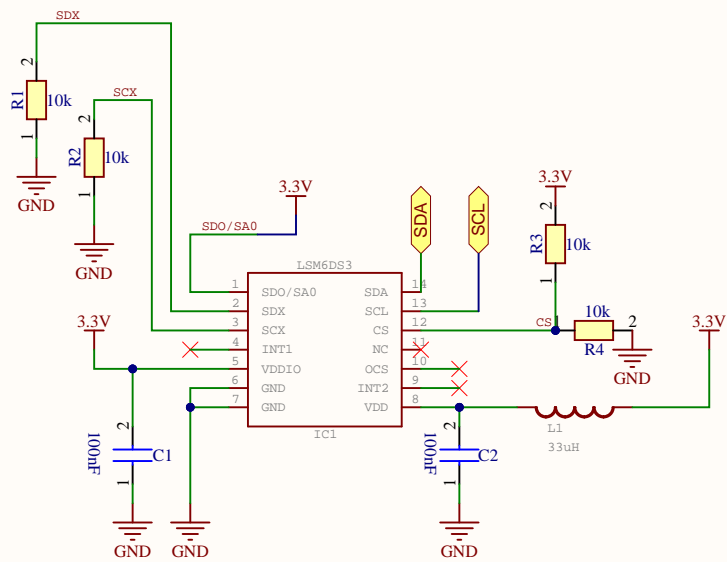 SDX
2
R1
10k
1
GND
SCX
2
R2
10k
1
GND
3.3V
SDO/SA0
SDA
SCL
3.3V
2
R3
10k
1
LSM6DS3
1 SDO/SA0 SDA 14
2 SDX SCL 13
3 SCX CS 12
4 INT1 NC 11
5 VDDIO OCS 10
6 GND INT2 9
7 GND VDD 8
IC1
CS
1
10k
2
R4
GND
3.3V
3.3V
2
100nF
C1
1
GND
GND
2
100nF
C2
1
GND
L1
33uH